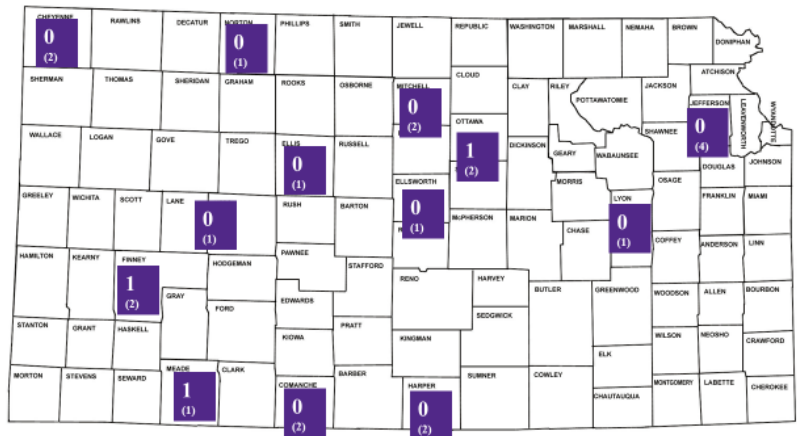 CHEYENNE RAWLINS DECATUR NORTON PHILLIPS SMITH JEWELL REPUBLIC WASHINGTON MARSHALL NEMAHA BROWN
DONIPHAN
0
(2)
0
(1)
ATCHISON
SHERMAN THOMAS SHERIDAN GRAHAM ROOKS OSBORNE MITCHELL CLOUD CLAY RILEY POTTAWATOMIE JACKSON
JEFFERSON LEAVENWORTH WYANDOTTE
0
(2)
0
(4)
OTTAWA
1
(2)
WALLACE LOGAN GOVE TREGO ELLIS RUSSELL DICKINSON GEARY WABAUNSEE SHAWNEE DOUGLAS JOHNSON
0
(1)
ELLSWORTH
0
(1)
MORRIS
GREELEY WICHITA SCOTT LANE RUSH BARTON McPHERSON MARION CHASE LYON OSAGE FRANKLIN MIAMI
0
(1)
0
(1)
HAMILTON KEARNY FINNEY HODGEMAN PAWNEE STAFFORD RENO HARVEY BUTLER GREENWOOD COFFEY ANDERSON LINN
1
(2)
GRAY FORD EDWARDS SEDGWICK WOODSON ALLEN BOURBON
STANTON GRANT HASKELL KIOWA PRATT KINGMAN ELK WILSON NEOSHO CRAWFORD
MORTON STEVENS SEWARD MEADE CLARK COMANCHE BARBER HARPER SUMNER COWLEY CHAUTAUQUA MONTGOMERY LABETTE CHEROKEE
1
(1)
0
(2)
0
(2)